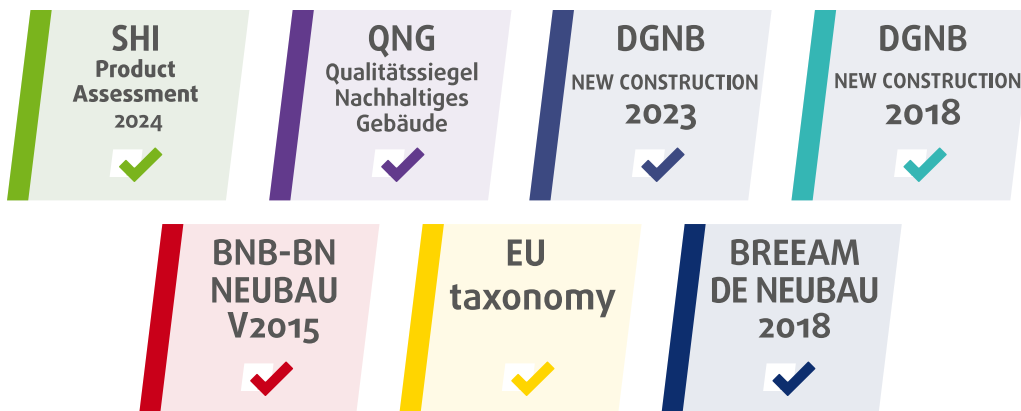 SHI
Product
Assessment
2024
QNG
Qualitätssiegel
Nachhaltiges
Gebäude
DGNB
NEW CONSTRUCTION
2023
DGNB
NEW CONSTRUCTION
2018
BNB-BN
NEUBAU
V2015
EU
taxonomy
BREEAM
DE NEUBAU
2018